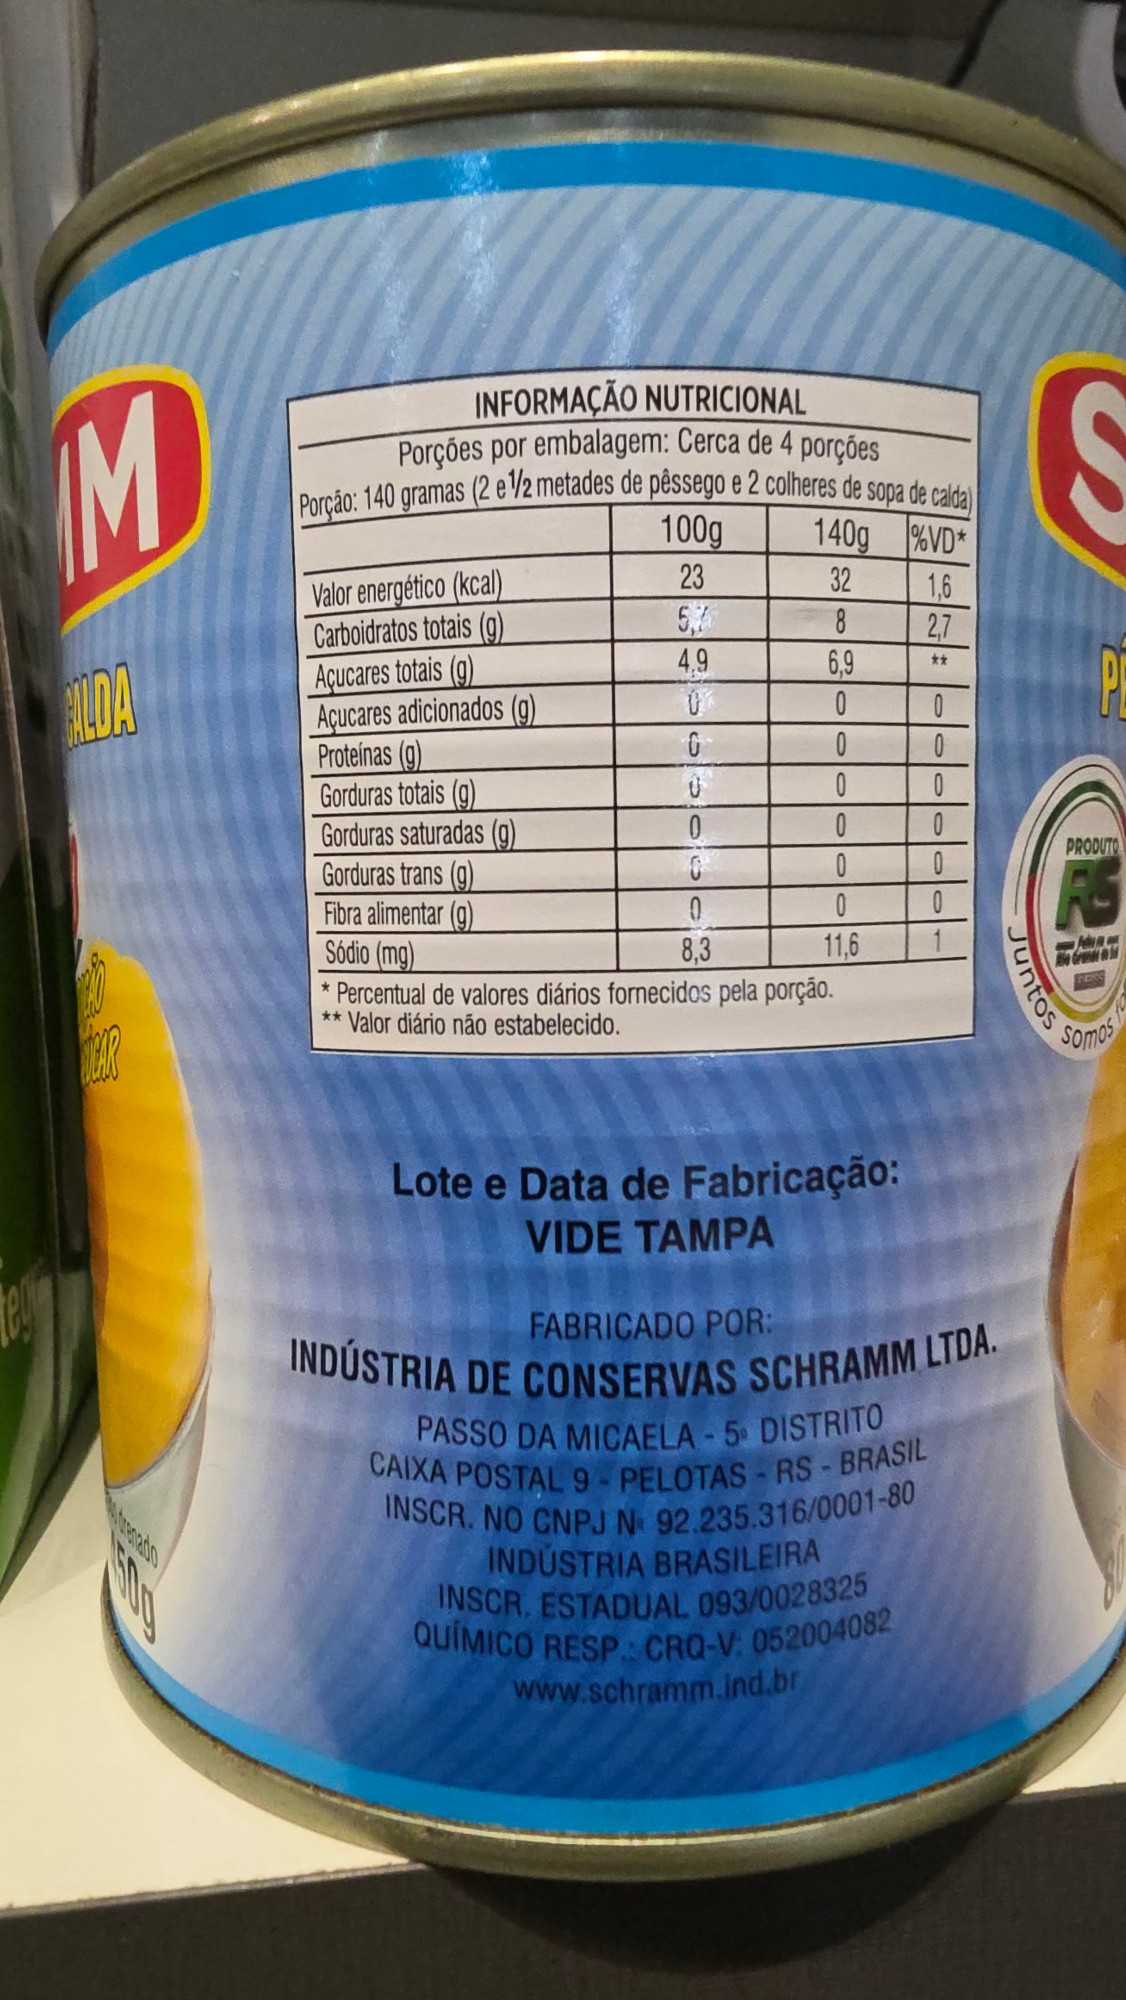 INFORMAÇÃO NUTRICIONAL
Porções por embalagem: Cerca de 4 porções
Porção: 140 gramas (2 e 1/2 metades de pêssego e 2 colheres de sopa de calda)
100g 140g %VD*
Valor energético (kcal) 23 32 1,6
Carboidratos totais (g) 8 2,7
Açucares totais (g) 4,9 6,9 **
Açucares adicionados (g) 0 0 0
Proteínas (g) 0 0 0
Gorduras totais (g) 0 0 0
Gorduras saturadas (g) 0 0 0
Gorduras trans (g) 0 0 0
Fibra alimentar (g) 0 0 0
Sódio (mg) 8,3 11,6 1
* Percentual de valores diários fornecidos pela porção.
** Valor diário não estabelecido.
Lote e Data de Fabricação:
VIDE TAMPA
FABRICADO POR:
INDÚSTRIA DE CONSERVAS SCHRAMM LTDA.
PASSO DA MICAELA - 5º DISTRITO
CAIXA POSTAL 9 - PELOTAS - RS - BRASIL
INSCR. NO CNPJ Nº 92.235.316/0001-80
INDÚSTRIA BRASILEIRA
INSCR. ESTADUAL 093/0028325
QUÍMICO RESP.: CRQ-V: 052004082
www.schramm.ind.br
MM
CALDA
drenado
450g
S
PÊ
PRODUTO
RS
Juntos somos